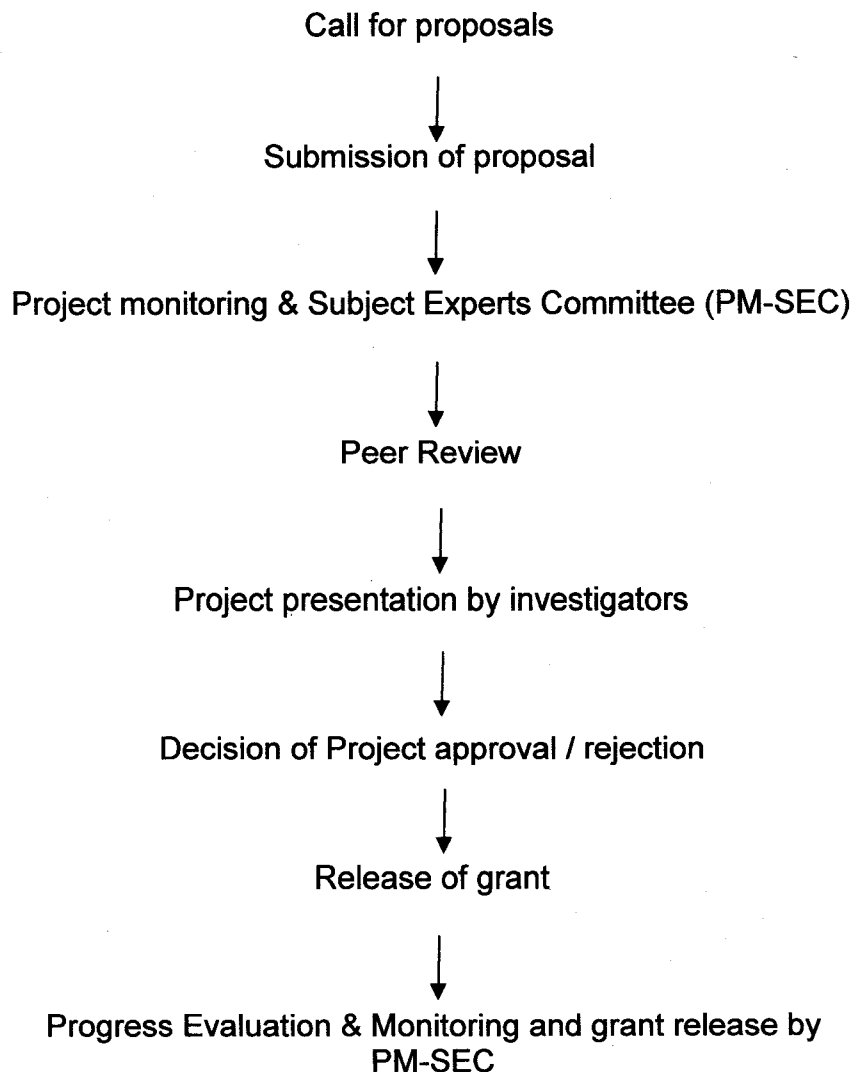 Call for proposals
Submission of proposal
Project monitoring & Subject Experts Committee (PM-SEC)
Peer Review
Project presentation by investigators
Decision of Project approval / rejection
Release of grant
Progress Evaluation & Monitoring and grant release by
PM-SEC